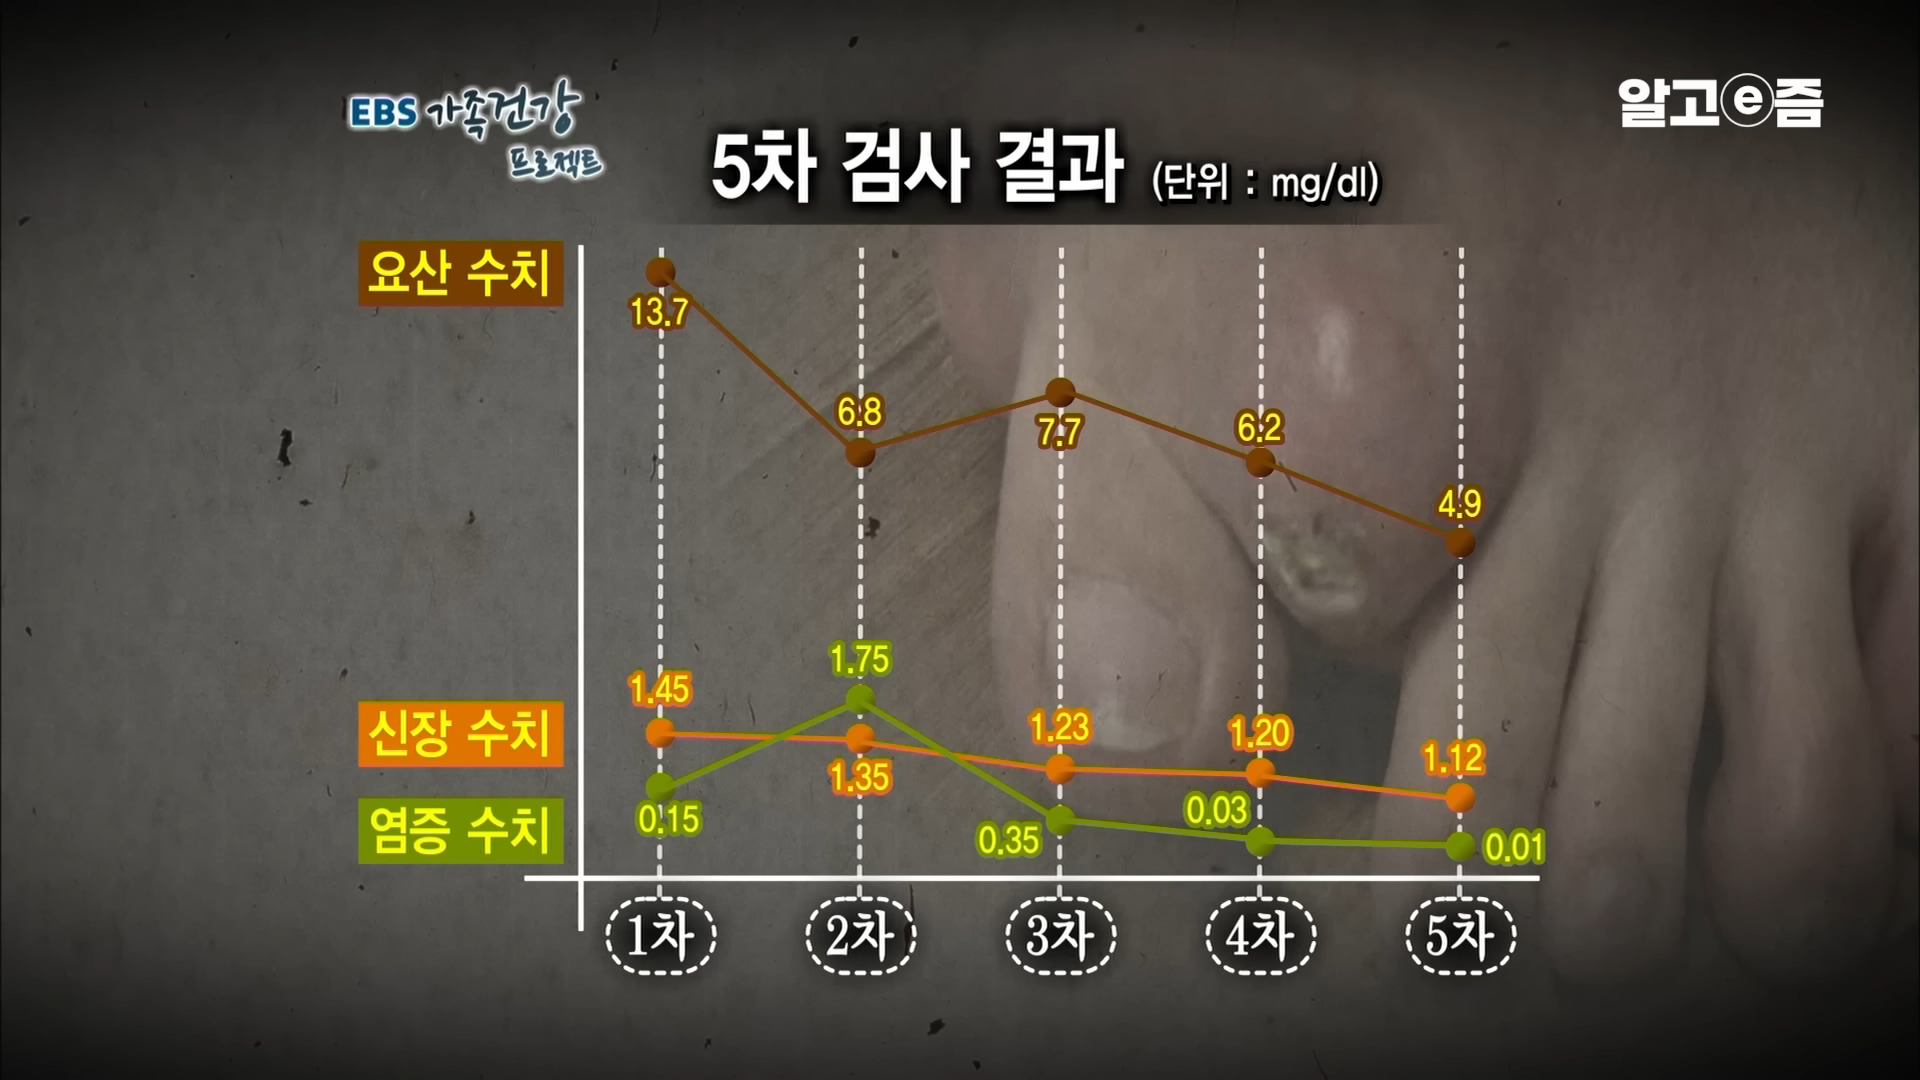 EBS 가족건강
프로젝트
알고e즘
5차 검사 결과 (단위 : mg/dl)
요산 수치
13.7
6.8
7.7
6.2
4.9
신장 수치
1.45
1.35
1.23
1.20
1.12
염증 수치
0.15
1.75
0.35
0.03
0.01
1차 2차 3차 4차 5차